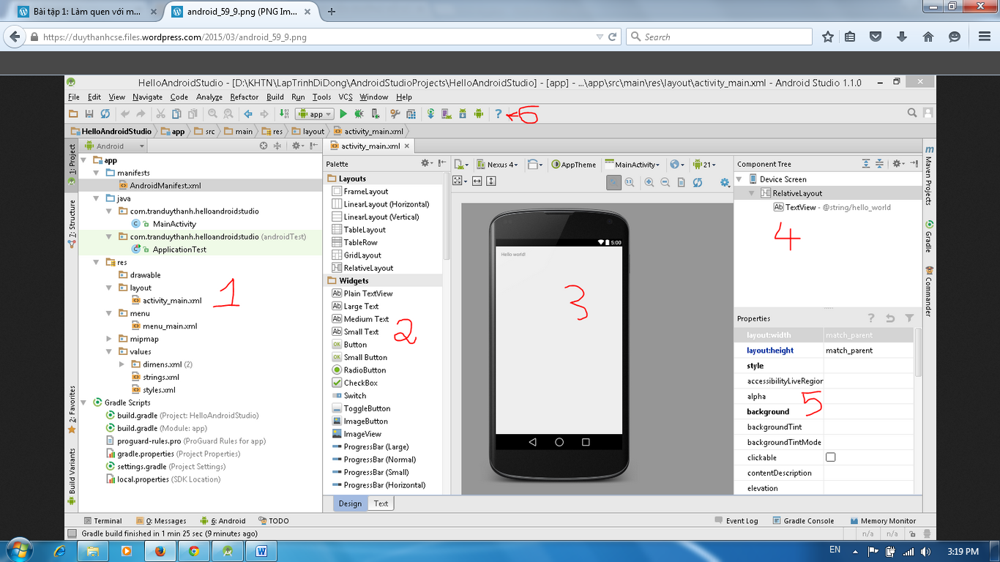 Bài tập 1: Làm quen với m...
android_59_9.png (PNG Im...
https://duythanhcse.files.wordpress.com/2015/03/android_59_9.png
Search
HelloAndroidStudio - [D:\KHTN\LapTrinhDiDong\AndroidStudioProjects\HelloAndroidStudio] - [app] - ...\app\src\main\res\layout\activity_main.xml - Android Studio 1.1.0
File Edit View Navigate Code Analyze Refactor Build Run Tools VCS Window Help
app ? 6
HelloAndroidStudio app src main res layout activity_main.xml
1: Project
7: Structure
2: Favorites
Build Variants
Android
app
manifests
AndroidManifest.xml
java
com.tranduythanh.helloandroidstudio
MainActivity
com.tranduythanh.helloandroidstudio (androidTest)
ApplicationTest
res
drawable
layout
activity_main.xml
menu
menu_main.xml
mipmap
values
dimens.xml (2)
strings.xml
styles.xml
Gradle Scripts
build.gradle (Project: HelloAndroidStudio)
build.gradle (Module: app)
proguard-rules.pro (ProGuard Rules for app)
gradle.properties (Project Properties)
settings.gradle (Project Settings)
local.properties (SDK Location)
1
activity_main.xml
Palette
Layouts
FrameLayout
LinearLayout (Horizontal)
LinearLayout (Vertical)
TableLayout
TableRow
GridLayout
RelativeLayout
Widgets
Ab Plain TextView
Ab Large Text
Ab Medium Text
Ab Small Text
OK Button
OK Small Button
RadioButton
CheckBox
Switch
ToggleButton
ImageButton
ImageView
ProgressBar (Large)
ProgressBar (Normal)
ProgressBar (Small)
ProgressBar (Horizontal)
2
Design Text
Nexus 4 AppTheme MainActivity 21
5:00
Hello world!
3
Component Tree
Device Screen
RelativeLayout
Ab TextView - @string/hello_world
4
Properties ?
layout:width match_parent
layout:height match_parent
style
accessibilityLiveRegion
alpha
background
backgroundTint
backgroundTintMode
clickable
contentDescription
elevation
5
m Maven Projects
Gradle
Commander
Terminal 0: Messages 6: Android TODO Event Log Gradle Console Memory Monitor
Gradle build finished in 1 min 25 sec (9 minutes ago) n/a n/a
EN 3:19 PM